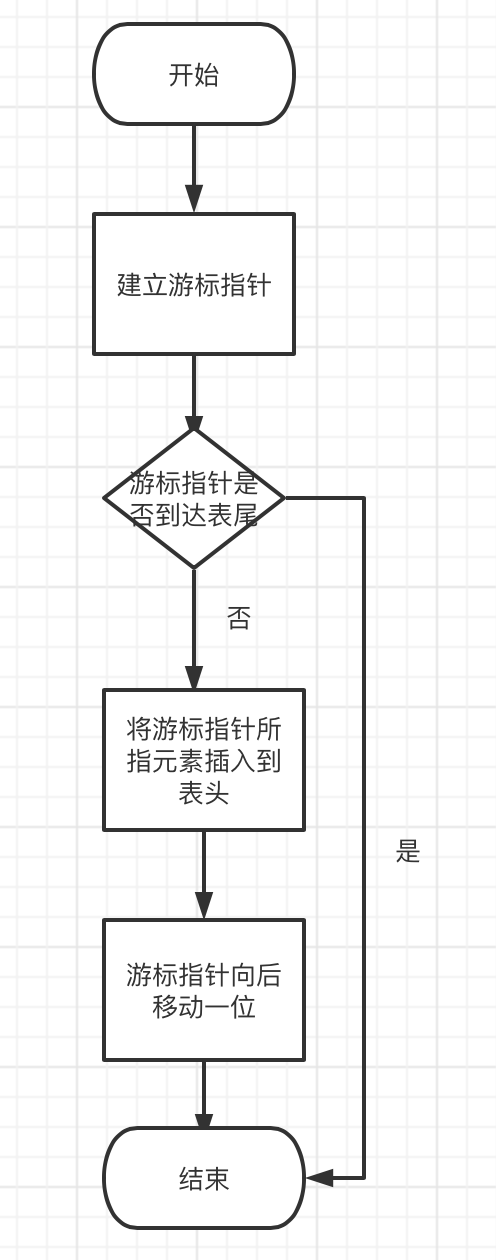 开始
建立游标指针
游标指针是
否到达表尾
否
将游标指针所
指元素插入到
表头
是
游标指针向后
移动一位
结束